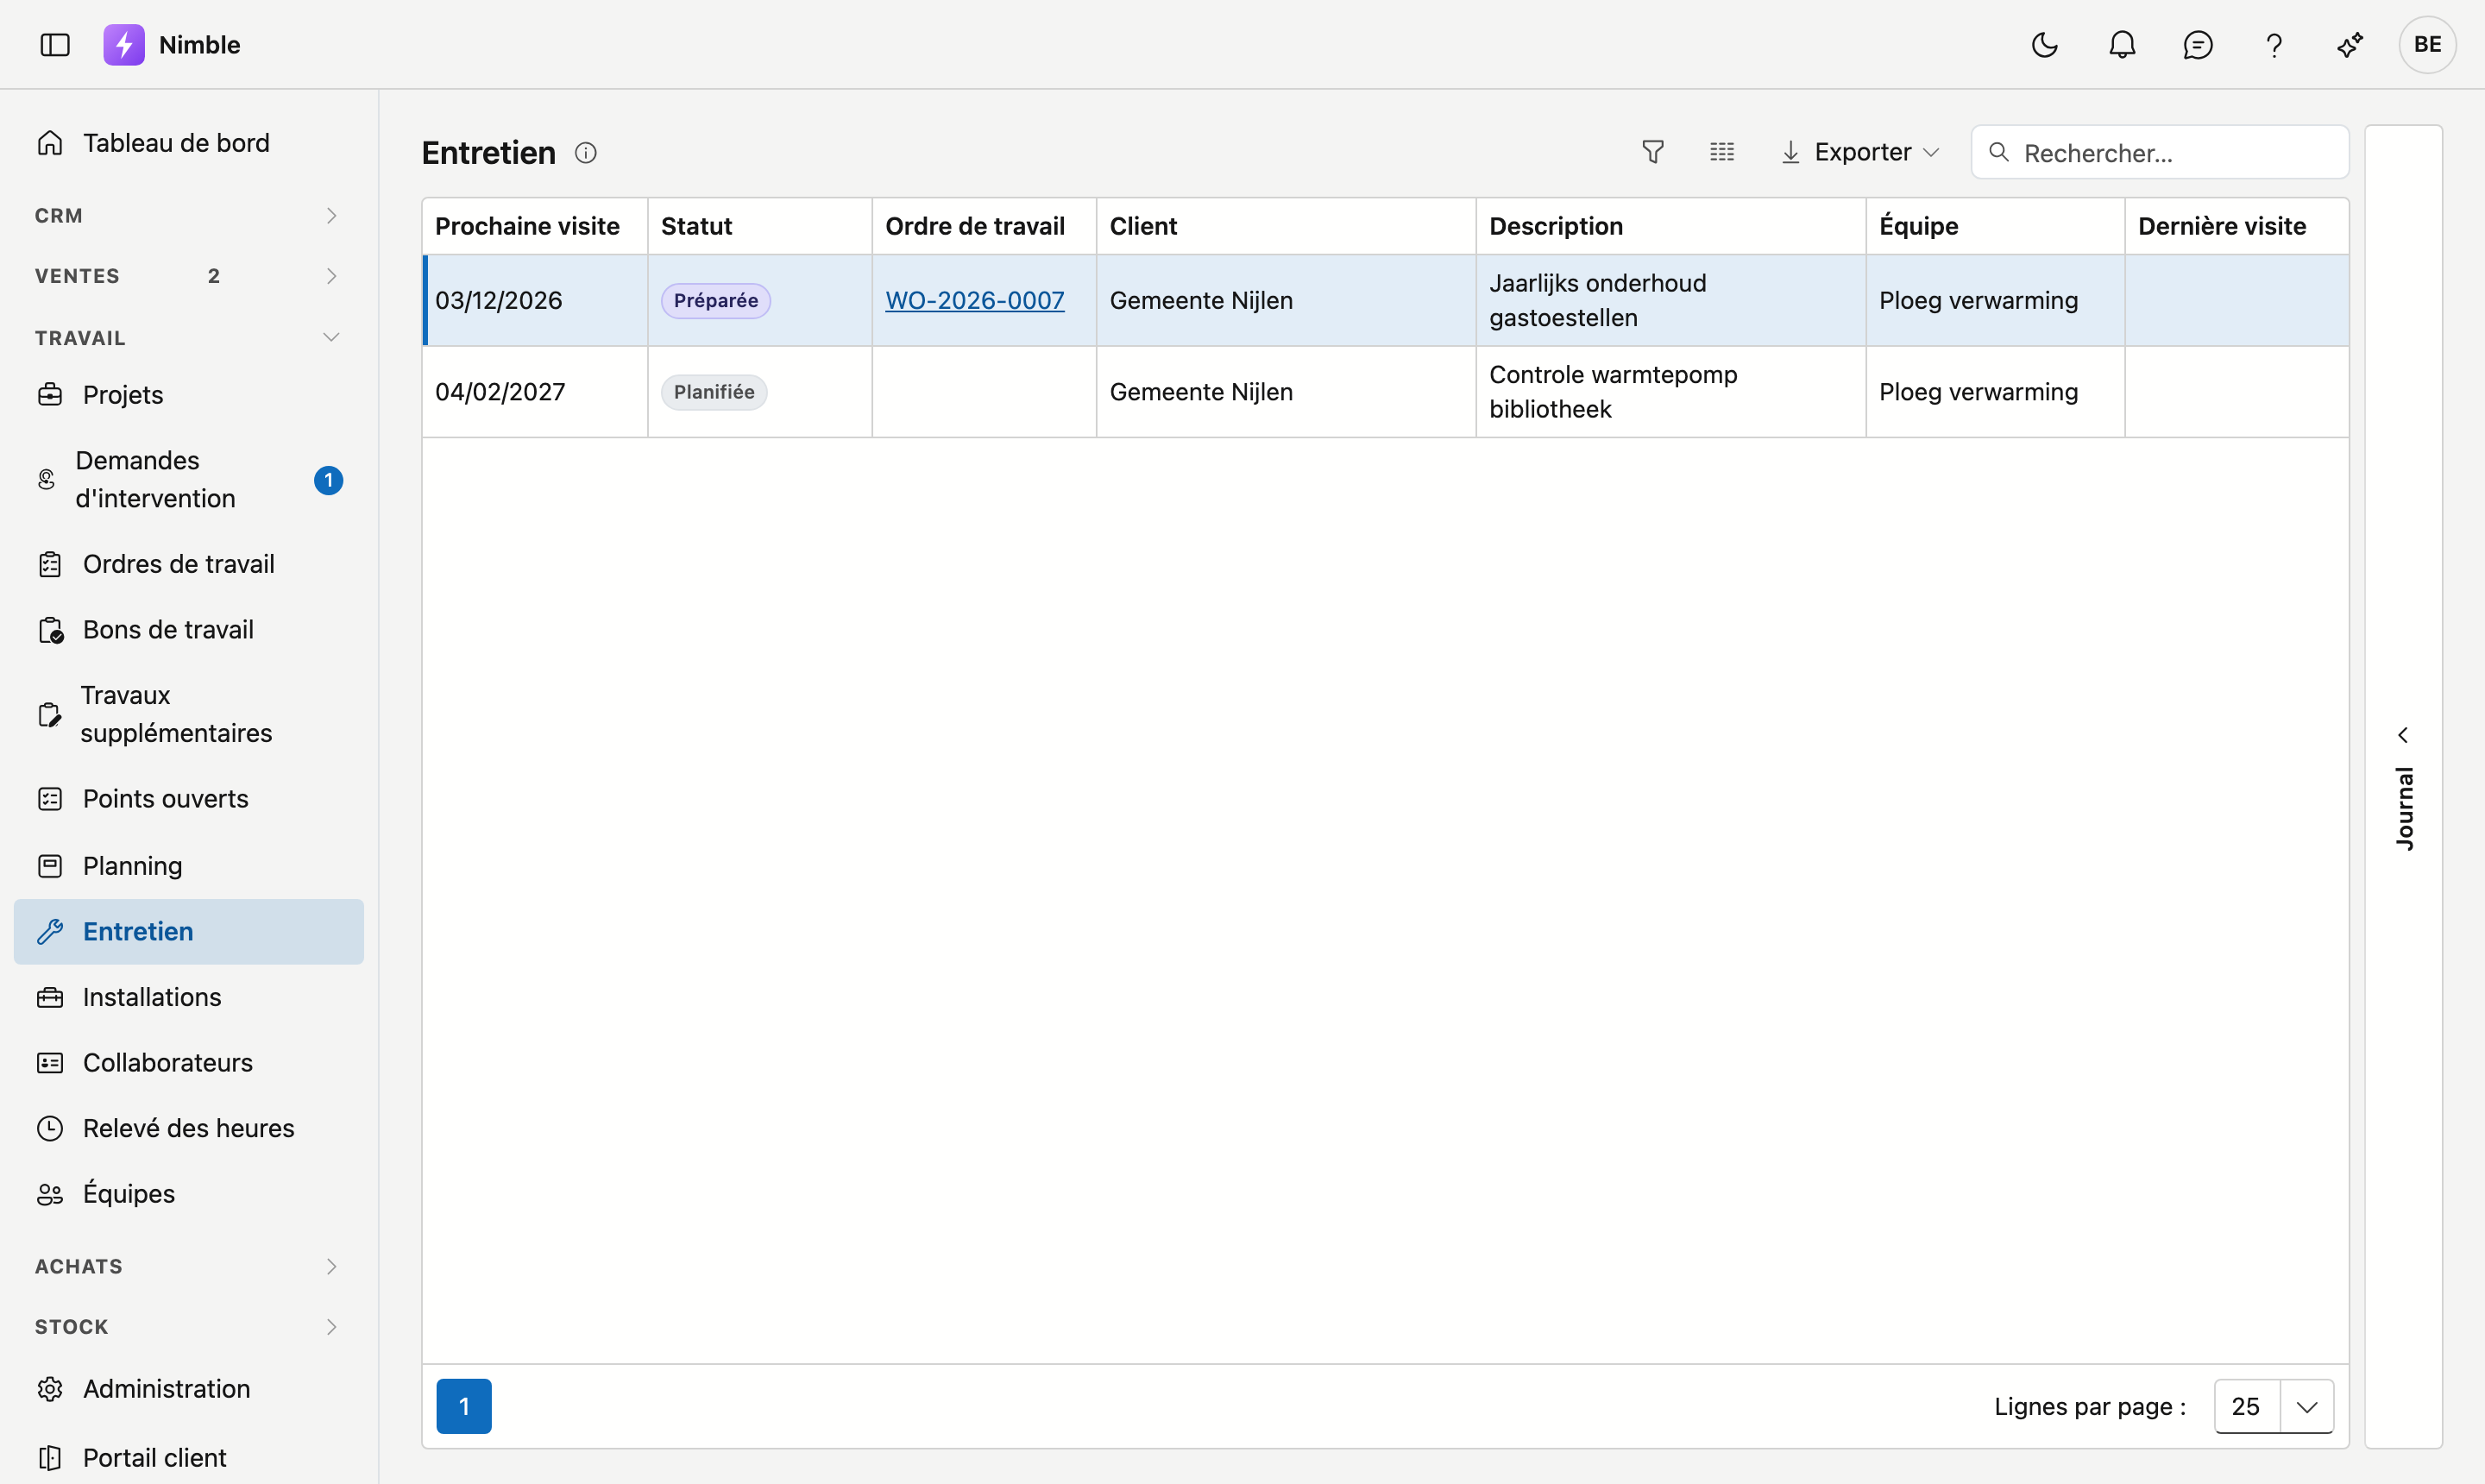 Nimble
BE
Tableau de bord
CRM
VENTES 2
TRAVAIL
Projets
Demandes
d'intervention
1
Ordres de travail
Bons de travail
Travaux
supplémentaires
Points ouverts
Planning
Entretien
Installations
Collaborateurs
Relevé des heures
Équipes
ACHATS
STOCK
Administration
Portail client
Entretien
Exporter
Rechercher...
Prochaine visite Statut Ordre de travail Client Description Équipe Dernière visite
03/12/2026 Préparée WO-2026-0007 Gemeente Nijlen Jaarlijks onderhoud
gastoestellen
Ploeg verwarming
04/02/2027 Planifiée Gemeente Nijlen Controle warmtepomp
bibliotheek
Ploeg verwarming
1
Lignes par page : 25
Journal